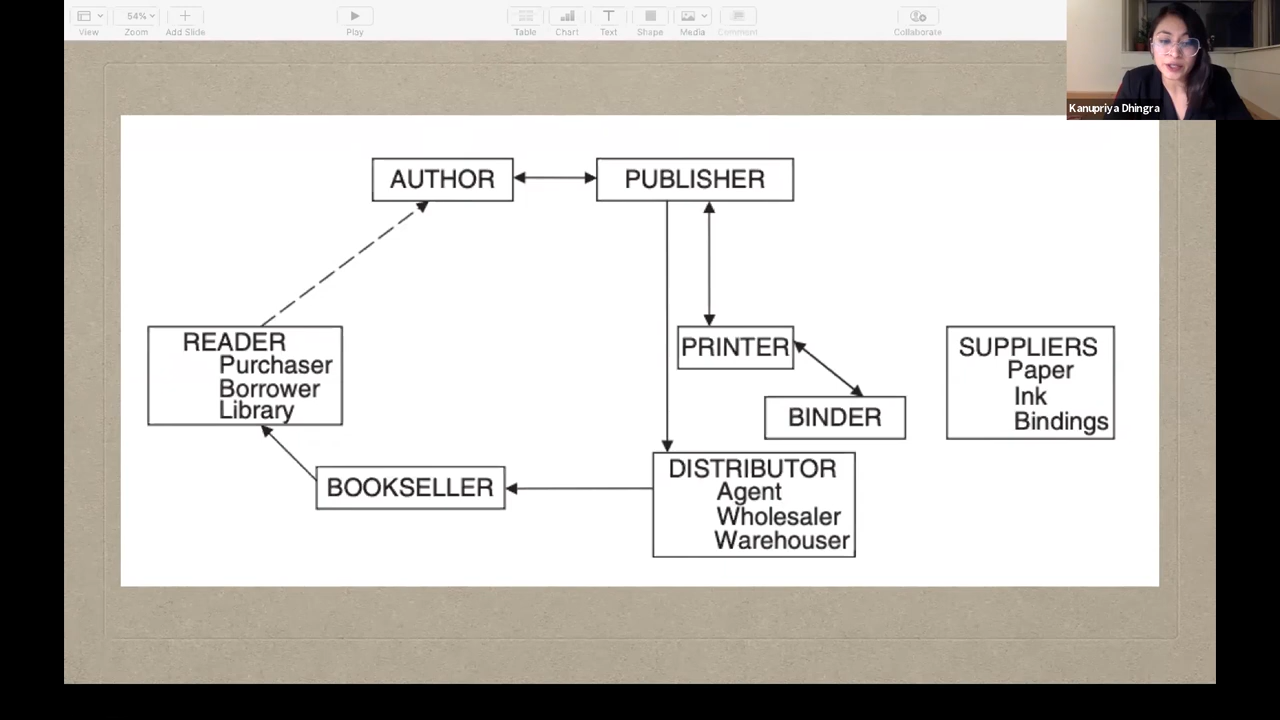 54%
View
Zoom
Add Slide
Play
Table
Chart
Text
Shape
Media
Comment
Collaborate
Kanupriya Dhingra
AUTHOR
PUBLISHER
READER
Purchaser
Borrower
Library
PRINTER
BINDER
SUPPLIERS
Paper
Ink
Bindings
BOOKSELLER
DISTRIBUTOR
Agent
Wholesaler
Warehouser